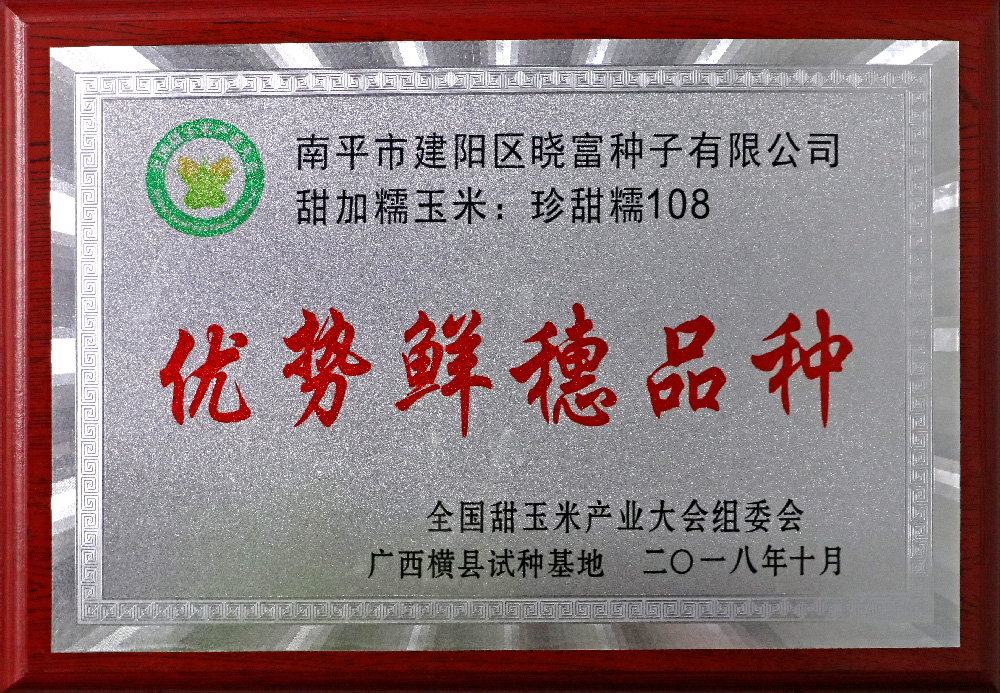 南平市建阳区晓富种子有限公司
甜加糯玉米：珍甜糯108
优势鲜穗品种
全国甜玉米产业大会组委会
广西横县试种基地 二〇一八年十月